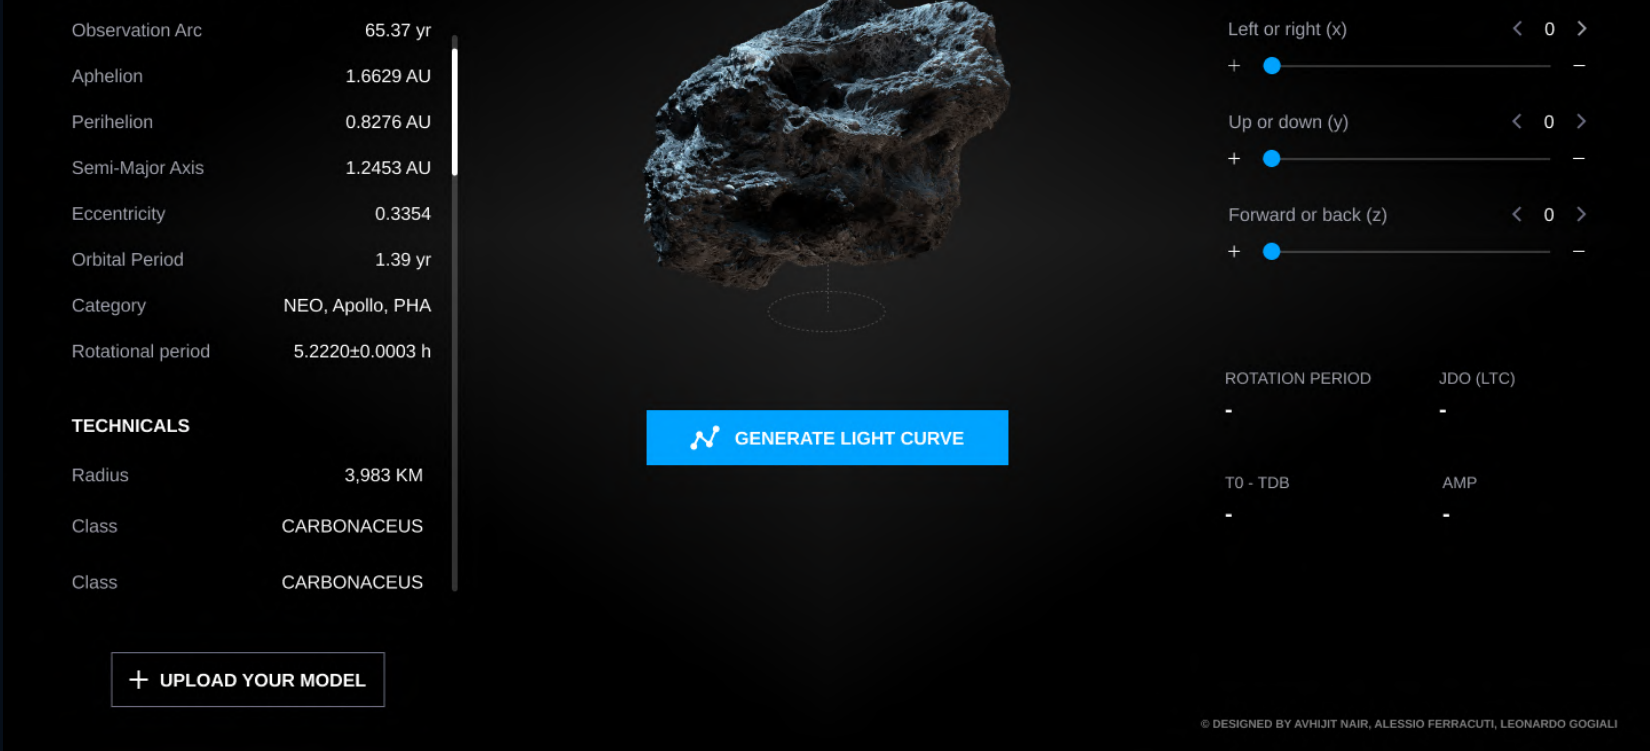 Observation Arc 65.37 yr
Aphelion 1.6629 AU
Perihelion 0.8276 AU
Semi-Major Axis 1.2453 AU
Eccentricity 0.3354
Orbital Period 1.39 yr
Category NEO, Apollo, PHA
Rotational period 5.2220±0.0003 h
TECHNICALS
Radius 3,983 KM
Class CARBONACEUS
Class CARBONACEUS
+ UPLOAD YOUR MODEL
GENERATE LIGHT CURVE
Left or right (x) < 0 >
+ −
Up or down (y) < 0 >
+ −
Forward or back (z) < 0 >
+ −
ROTATION PERIOD JDO (LTC)
- -
T0 - TDB AMP
- -
© DESIGNED BY AVHIJIT NAIR, ALESSIO FERRACUTI, LEONARDO GOGIALI